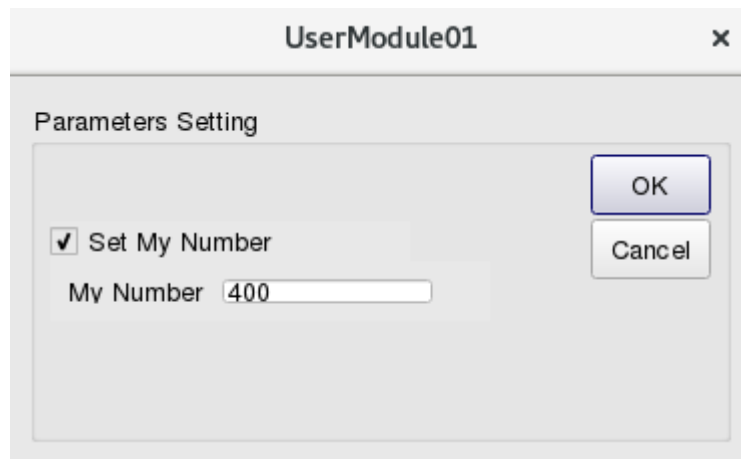 UserModule01
Parameters Setting
OK
Set My Number
Cancel
My Number 400